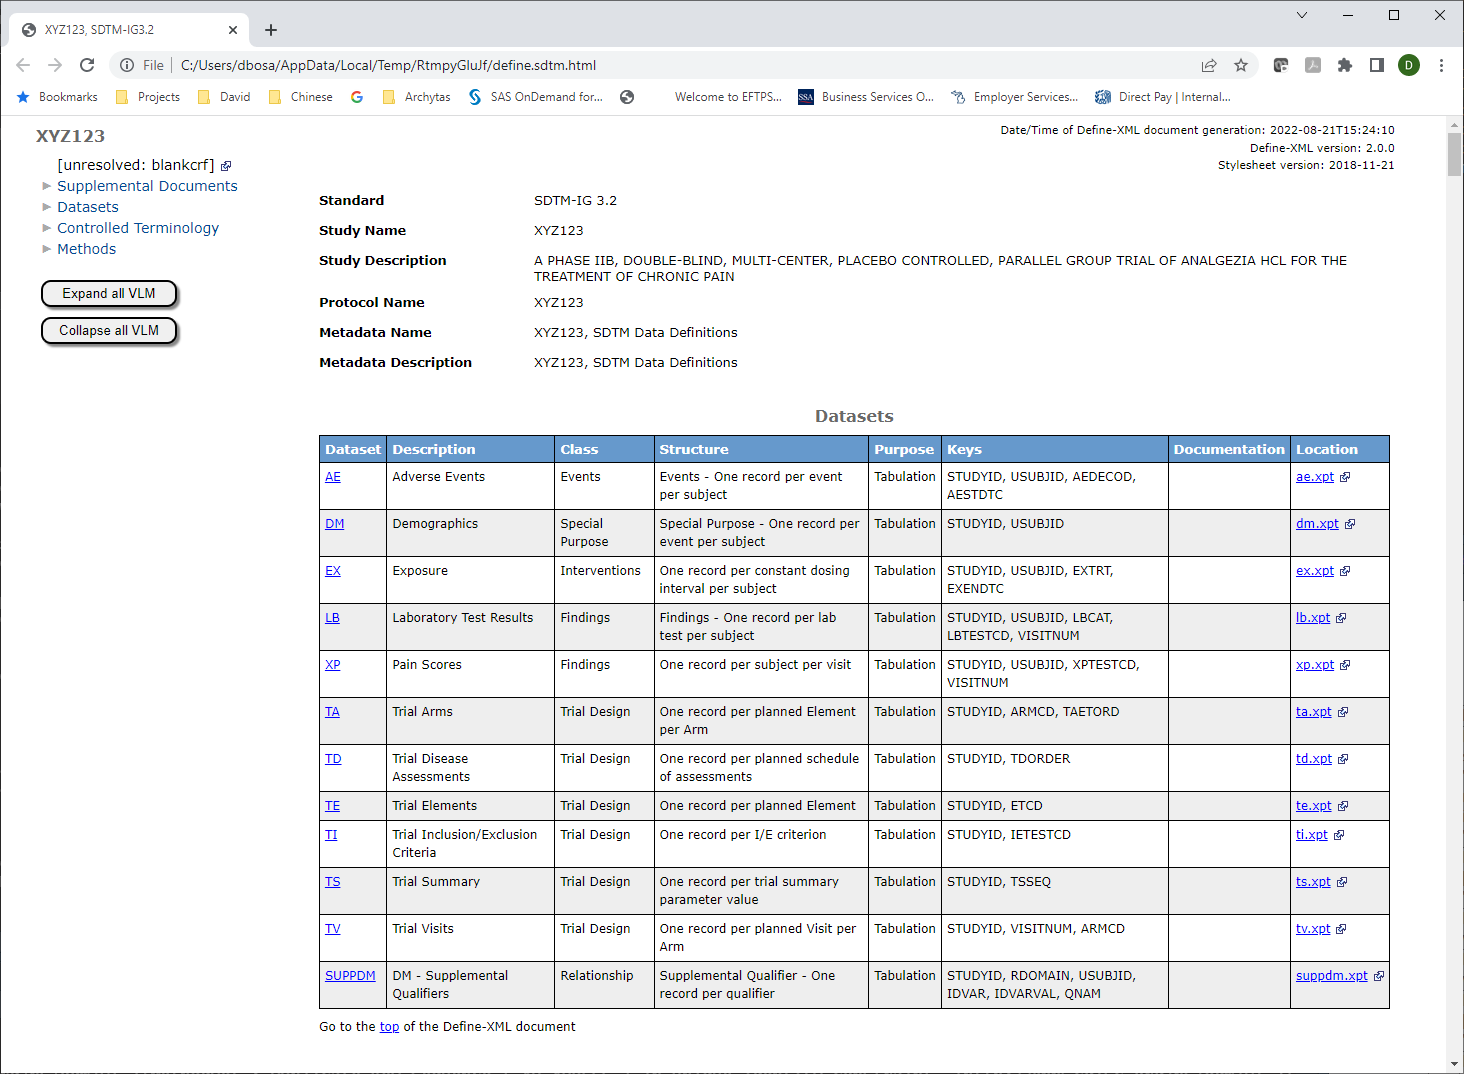 XYZ123, SDTM-IG3.2
File
C:/Users/dbosa/AppData/Local/Temp/RtmpyGluJf/define.sdtm.html
D
Bookmarks Projects David Chinese Archytas SAS OnDemand for... Welcome to EFTPS... SSA Business Services O... Employer Services... Direct Pay | Internal...
XYZ123
[unresolved: blankcrf]
Supplemental Documents
Datasets
Controlled Terminology
Methods
Expand all VLM
Collapse all VLM
Date/Time of Define-XML document generation: 2022-08-21T15:24:10
Define-XML version: 2.0.0
Stylesheet version: 2018-11-21
Standard SDTM-IG 3.2
Study Name XYZ123
Study Description A PHASE IIB, DOUBLE-BLIND, MULTI-CENTER, PLACEBO CONTROLLED, PARALLEL GROUP TRIAL OF ANALGEZIA HCL FOR THE
TREATMENT OF CHRONIC PAIN
Protocol Name XYZ123
Metadata Name XYZ123, SDTM Data Definitions
Metadata Description XYZ123, SDTM Data Definitions
Datasets
Dataset Description Class Structure Purpose Keys Documentation Location
AE Adverse Events Events Events - One record per event Tabulation STUDYID, USUBJID, AEDECOD, ae.xpt
per subject AESTDTC
DM Demographics Special Special Purpose - One record per Tabulation STUDYID, USUBJID dm.xpt
Purpose event per subject
EX Exposure Interventions One record per constant dosing Tabulation STUDYID, USUBJID, EXTRT, ex.xpt
interval per subject EXENDTC
LB Laboratory Test Results Findings Findings - One record per lab Tabulation STUDYID, USUBJID, LBCAT, lb.xpt
test per subject LBTESTCD, VISITNUM
XP Pain Scores Findings One record per subject per visit Tabulation STUDYID, USUBJID, XPTESTCD, xp.xpt
VISITNUM
TA Trial Arms Trial Design One record per planned Element Tabulation STUDYID, ARMCD, TAETORD ta.xpt
per Arm
TD Trial Disease Trial Design One record per planned schedule Tabulation STUDYID, TDORDER td.xpt
Assessments of assessments
TE Trial Elements Trial Design One record per planned Element Tabulation STUDYID, ETCD te.xpt
TI Trial Inclusion/Exclusion Trial Design One record per I/E criterion Tabulation STUDYID, IETESTCD ti.xpt
Criteria
TS Trial Summary Trial Design One record per trial summary Tabulation STUDYID, TSSEQ ts.xpt
parameter value
TV Trial Visits Trial Design One record per planned Visit per Tabulation STUDYID, VISITNUM, ARMCD tv.xpt
Arm
SUPPDM DM - Supplemental Relationship Supplemental Qualifier - One Tabulation STUDYID, RDOMAIN, USUBJID, suppdm.xpt
Qualifiers record per qualifier IDVAR, IDVARVAL, QNAM
Go to the top of the Define-XML document